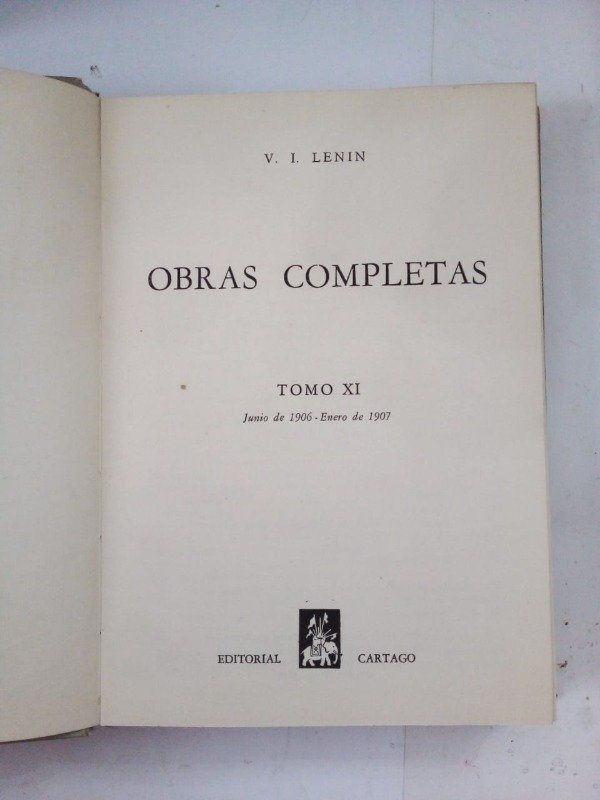 V. I. LENIN
OBRAS COMPLETAS
TOMO XI
Junio de 1906 - Enero de 1907
EDITORIAL CARTAGO